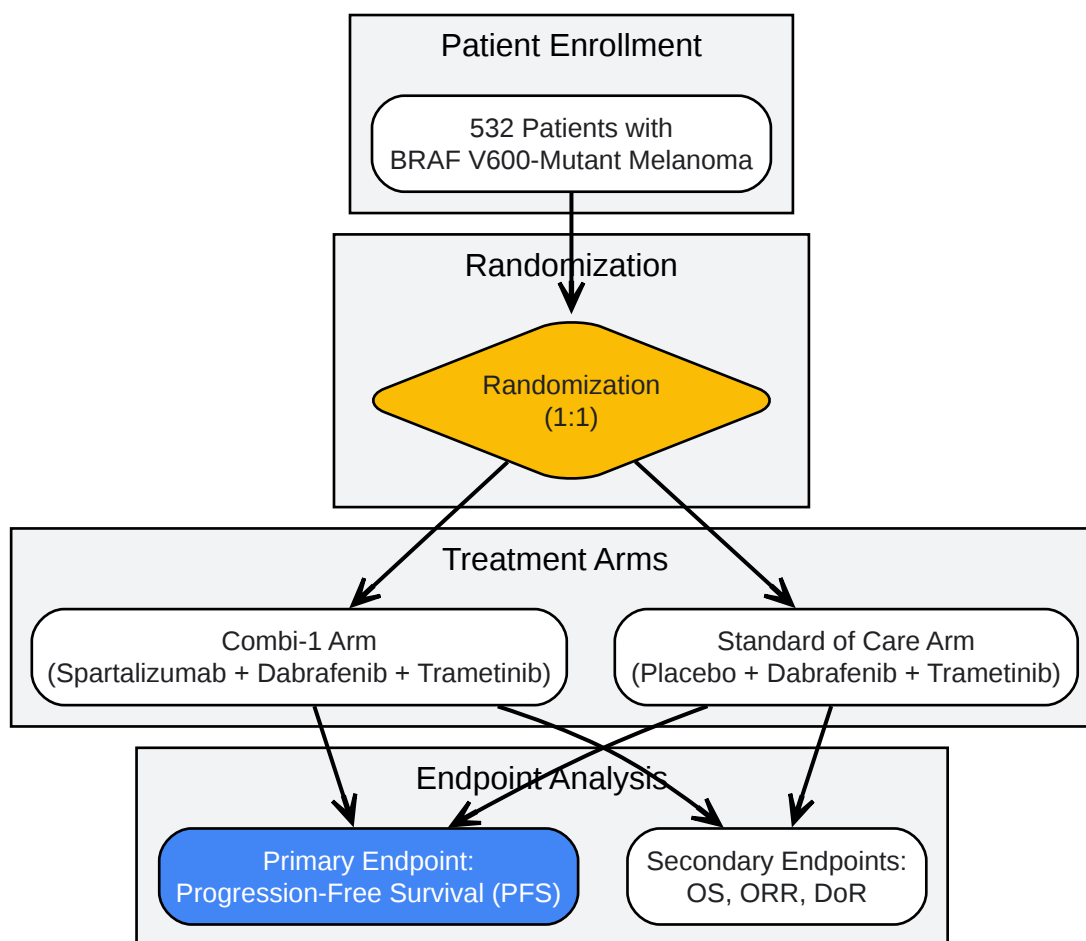 Patient Enrollment
532 Patients with
BRAF V600-Mutant Melanoma
Randomization
Randomization
(1:1)
Treatment Arms
Combi-1 Arm
(Spartalizumab + Dabrafenib + Trametinib)
Standard of Care Arm
(Placebo + Dabrafenib + Trametinib)
Endpoint Analysis
Primary Endpoint:
Progression-Free Survival (PFS)
Secondary Endpoints:
OS, ORR, DoR